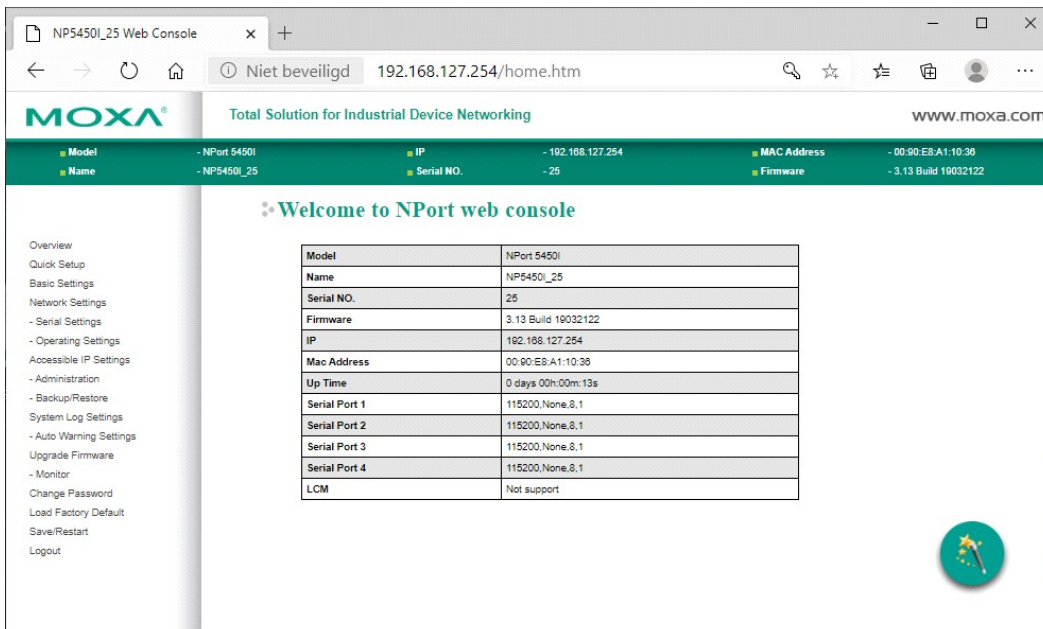 NP5450I_25 Web Console
Niet beveiligd 192.168.127.254/home.htm
MOXA® Total Solution for Industrial Device Networking www.moxa.com
Model - NPort 5450I IP - 192.168.127.254 MAC Address - 00:90:E8:A1:10:36
Name - NP5450I_25 Serial NO. - 25 Firmware - 3.13 Build 19032122
Welcome to NPort web console
Overview
Quick Setup
Basic Settings
Network Settings
- Serial Settings
- Operating Settings
Accessible IP Settings
- Administration
- Backup/Restore
System Log Settings
- Auto Warning Settings
Upgrade Firmware
- Monitor
Change Password
Load Factory Default
Save/Restart
Logout
Model NPort 5450I
Name NP5450I_25
Serial NO. 25
Firmware 3.13 Build 19032122
IP 192.168.127.254
Mac Address 00:90:E8:A1:10:36
Up Time 0 days 00h:00m:13s
Serial Port 1 115200,None,8,1
Serial Port 2 115200,None,8,1
Serial Port 3 115200,None,8,1
Serial Port 4 115200,None,8,1
LCM Not support